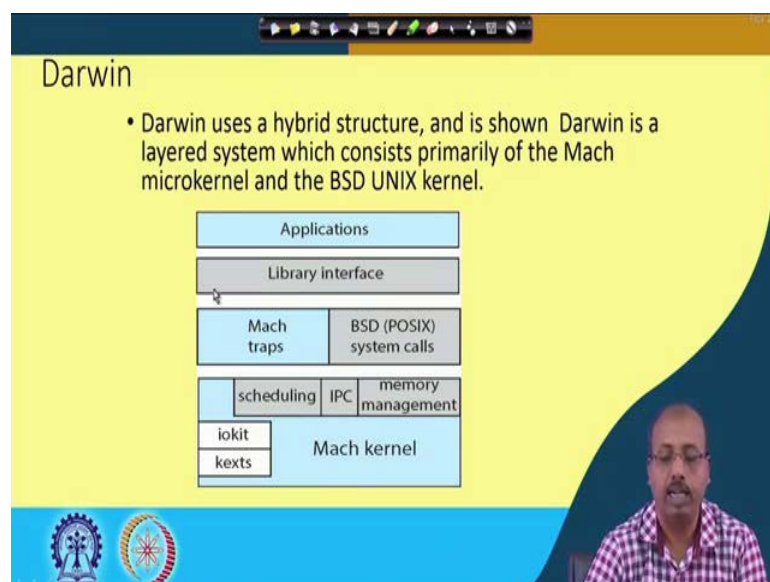 Darwin
• Darwin uses a hybrid structure, and is shown Darwin is a
layered system which consists primarily of the Mach
microkernel and the BSD UNIX kernel.
Applications
Library interface
Mach
traps
BSD (POSIX)
system calls
scheduling
IPC
memory
management
iokit
kexts
Mach kernel